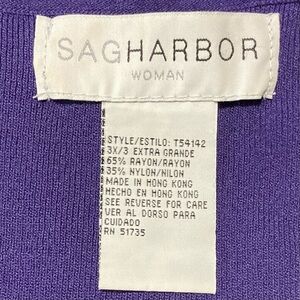 SAGHARBOR
WOMAN
STYLE/ESTILO: T54142
3X/3 EXTRA GRANDE
65% RAYON/RAYON
35% NYLON/NILON
MADE IN HONG KONG
HECHO EN HONG KONG
SEE REVERSE FOR CARE
VER AL DORSO PARA
CUIDADO
RN 51735